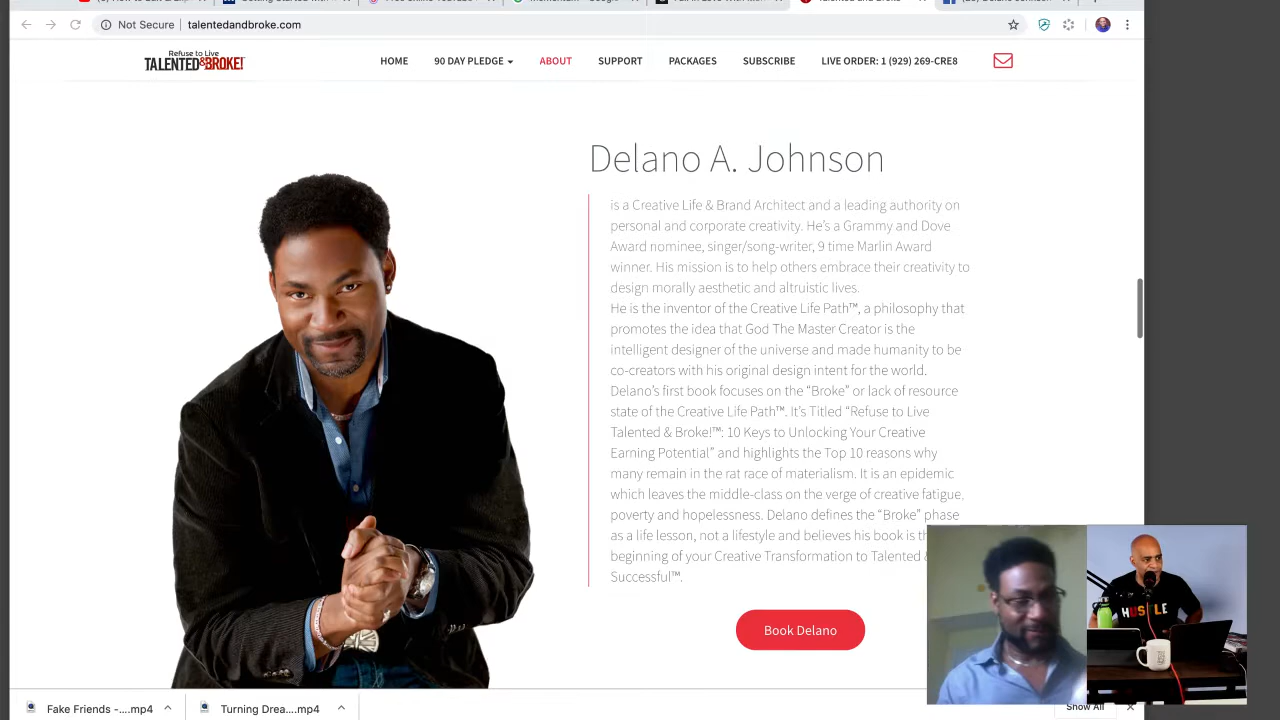 Not Secure
talentedandbroke.com
Refuse to Live
TALENTED&BROKE!
HOME
90 DAY PLEDGE
ABOUT
SUPPORT
PACKAGES
SUBSCRIBE
LIVE ORDER: 1 (929) 269-CRE8
Delano A. Johnson
is a Creative Life & Brand Architect and a leading authority on
personal and corporate creativity. He's a Grammy and Dove
Award nominee, singer/song-writer, 9 time Marlin Award
winner. His mission is to help others embrace their creativity to
design morally aesthetic and altruistic lives.
He is the inventor of the Creative Life Path™, a philosophy that
promotes the idea that God The Master Creator is the
intelligent designer of the universe and made humanity to be
co-creators with his original design intent for the world.
Delano's first book focuses on the “Broke” or lack of resource
state of the Creative Life Path™. It's Titled “Refuse to Live
Talented & Broke!™: 10 Keys to Unlocking Your Creative
Earning Potential” and highlights the Top 10 reasons why
many remain in the rat race of materialism. It is an epidemic
which leaves the middle-class on the verge of creative fatigue,
poverty and hopelessness. Delano defines the “Broke” phase
as a life lesson, not a lifestyle and believes his book is
beginning of your Creative Transformation to Talented
Successful™.
Book Delano
HUSTLE
Fake Friends -....mp4
Turning Drea....mp4
Show All